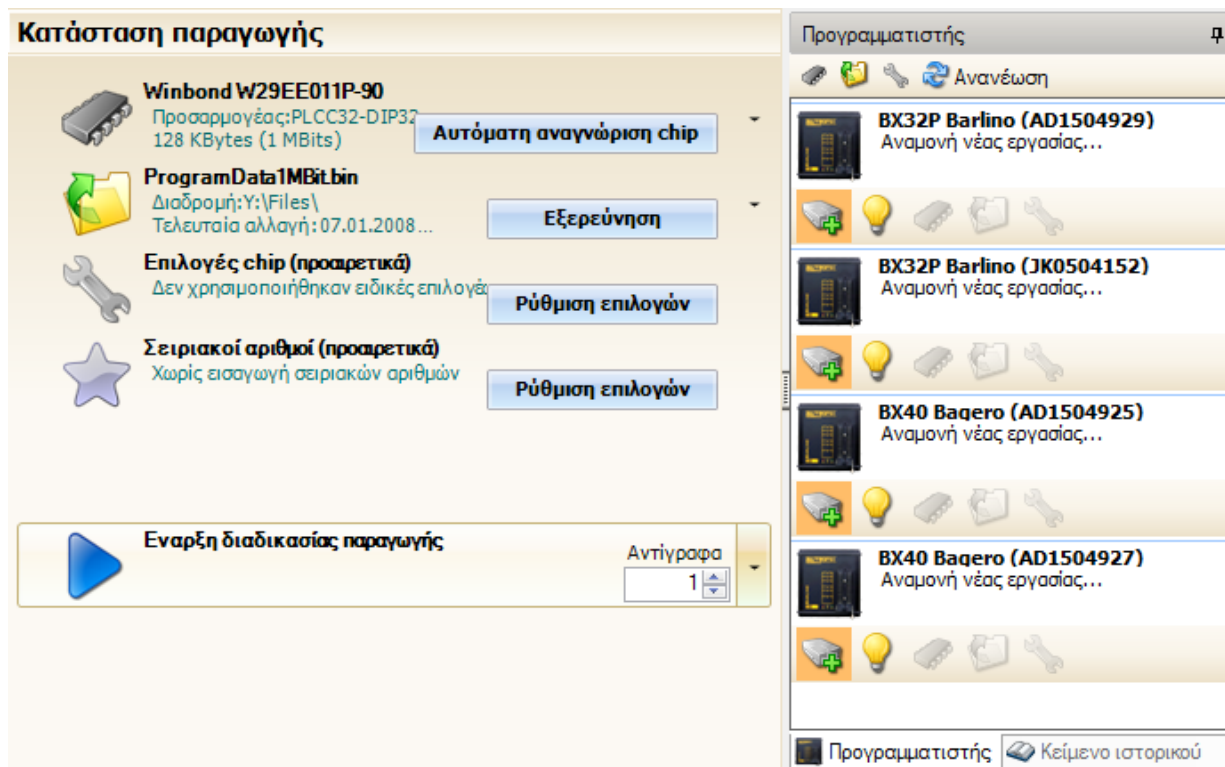 Κατάσταση παραγωγής
Winbond W29EE011P-90
Προσαρμογέας:PLCC32-DIP32
128 KBytes (1 MBits)
Αυτόματη αναγνώριση chip
ProgramData1MBit.bin
Διαδρομή:Y:\Files\
Τελευταία αλλαγή:07.01.2008...
Εξερεύνηση
Επιλογές chip (προαιρετικά)
Δεν χρησιμοποιήθηκαν ειδικές επιλογές
Ρύθμιση επιλογών
Σειριακοί αριθμοί (προαιρετικά)
Χωρίς εισαγωγή σειριακών αριθμών
Ρύθμιση επιλογών
Εναρξη διαδικασίας παραγωγής
Αντίγραφα
1
Προγραμματιστής
Ανανέωση
BX32P Barlino (AD1504929)
Αναμονή νέας εργασίας...
BX32P Barlino (JK0504152)
Αναμονή νέας εργασίας...
BX40 Bagero (AD1504925)
Αναμονή νέας εργασίας...
BX40 Bagero (AD1504927)
Αναμονή νέας εργασίας...
Προγραμματιστής
Κείμενο ιστορικού